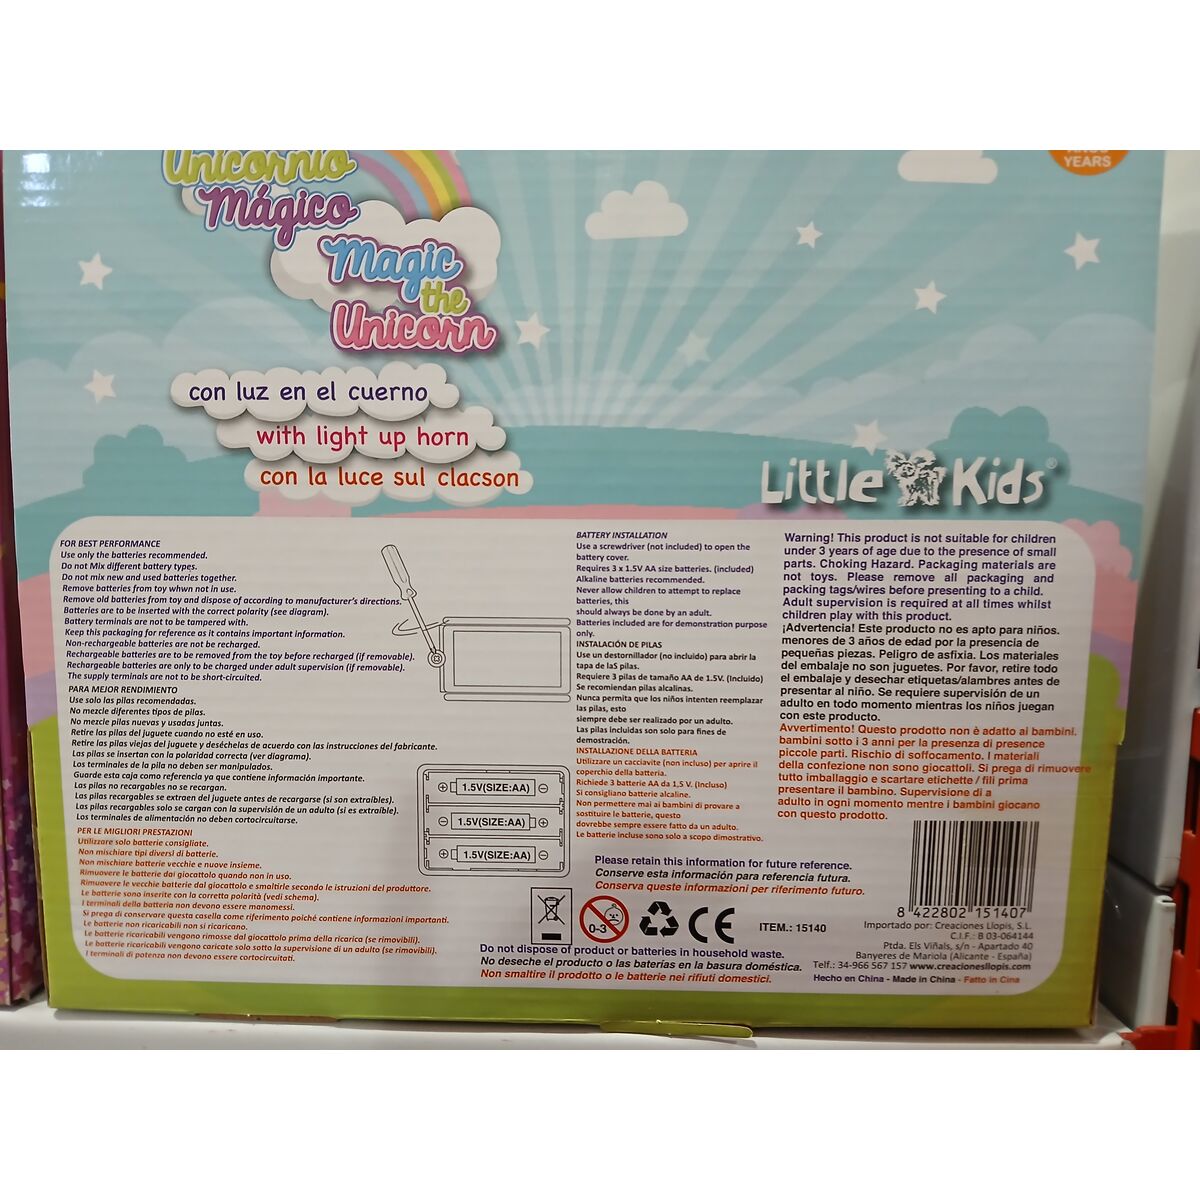 AÑOS
YEARS
Unicornio
Mágico
Magic
the
Unicorn
con luz en el cuerno
with light up horn
con la luce sul clacson
Little Kids®
FOR BEST PERFORMANCE
Use only the batteries recommended.
Do not Mix different battery types.
Do not mix new and used batteries together.
Remove batteries from toy whwn not in use.
Remove old batteries from toy and dispose of according to manufacturer's directions.
Batteries are to be inserted with the correct polarity (see diagram).
Battery terminals are not to be tampered with.
Keep this packaging for reference as it contains important information.
Non-rechargeable batteries are not to be recharged.
Rechargeable batteries are to be removed from the toy before recharged (if removable).
Rechargeable batteries are only to be charged under adult supervision (if removable).
The supply terminals are not to be short-circuited.
PARA MEJOR RENDIMIENTO
Use solo las pilas recomendadas.
No mezcle diferentes tipos de pilas.
No mezcle pilas nuevas y usadas juntas.
Retire las pilas del juguete cuando no esté en uso.
Retire las pilas viejas del juguete y deséchelas de acuerdo con las instrucciones del fabricante.
Las pilas se insertan con la polaridad correcta (ver diagrama).
Los terminales de la pila no deben ser manipulados.
Guarde esta caja como referencia ya que contiene información importante.
Las pilas no recargables no se recargan.
Las pilas recargables se extraen del juguete antes de recargarse (si son extraíbles).
Las pilas recargables solo se cargan con la supervisión de un adulto (si es extraíble).
Los terminales de alimentación no deben cortocircuitarse.
PER LE MIGLIORI PRESTAZIONI
Utilizzare solo batterie consigliate.
Non mischiare tipi diversi di batterie.
Non mischiare batterie vecchie e nuove insieme.
Rimuovere le batterie dal giocattolo quando non in uso.
Rimuovere le vecchie batterie dal giocattolo e smaltirle secondo le istruzioni del produttore.
Le batterie sono inserite con la corretta polarità (vedi schema).
I terminali della batteria non devono essere manomessi.
Si prega di conservare questa casella come riferimento poiché contiene informazioni importanti.
Le batterie non ricaricabili non si ricaricano.
Le batterie ricaricabili vengono rimosse dal giocattolo prima della ricarica (se rimovibili).
Le batterie ricaricabili vengono caricate solo sotto la supervisione di un adulto (se rimovibili).
I terminali di potenza non devono essere cortocircuitati.
1.5V(SIZE:AA)
1.5V(SIZE:AA)
1.5V(SIZE:AA)
BATTERY INSTALLATION
Use a screwdriver (not included) to open the
battery cover.
Requires 3 x 1.5V AA size batteries. (included)
Alkaline batteries recommended.
Never allow children to attempt to replace
batteries, this
should always be done by an adult.
Batteries included are for demonstration purpose
only.
INSTALACIÓN DE PILAS
Use un destornillador (no incluido) para abrir la
tapa de laś pilas.
Requiere 3 pilas de tamaño AA de 1.5V. (Incluido)
Se recomiendan pilas alcalinas.
Nunca permita que los niños intenten reemplazar
las pilas, esto
siempre debe ser realizado por un adulto.
Las pilas incluidas son solo para fines de
demostración.
INSTALLAZIONE DELLA BATTERIA
Utilizzare un cacciavite (non incluso) per aprire il
coperchio della batteria.
Richiede 3 batterie AA da 1,5 V. (Incluso)
Si consigliano batterie alcaline.
Non permettere mai ai bambini di provare a
sostituire le batterie, questo
dovrebbe sempre essere fatto da un adulto.
Le batterie incluse sono solo a scopo dimostrativo.
Warning! This product is not suitable for children
under 3 years of age due to the presence of small
parts. Choking Hazard. Packaging materials are
not toys. Please remove all packaging and
packing tags/wires before presenting to a child.
Adult supervision is required at all times whilst
children play with this product.
¡Advertencia! Este producto no es apto para niños.
menores de 3 años de edad por la presencia de
pequeñas piezas. Peligro de asfixia. Los materiales
del embalaje no son juguetes. Por favor, retire todo
el embalaje y desechar etiquetas/alambres antes de
presentar al niño. Se requiere supervisión de un
adulto en todo momento mientras los niños juegan
con este producto.
Avvertimento! Questo prodotto non è adatto ai bambini.
bambini sotto i 3 anni per la presenza di presence
piccole parti. Rischio di soffocamento. I materiali
della confezione non sono giocattoli. Si prega di rimuovere
tutto imballaggio e scartare etichette / fili prima
presentare il bambino. Supervisione di a
adulto in ogni momento mentre i bambini giocano
con questo prodotto.
Please retain this information for future reference.
Conserve esta información para referencia futura.
Conserva queste informazioni per riferimento futuro.
0-3
CE
ITEM.: 15140
Do not dispose of product or batteries in household waste.
No deseche el producto o las baterías en la basura doméstica.
Non smaltire il prodotto o le batterie nei rifiuti domestici.
8 422802 151407
Importado por: Creaciones Llopis, S.L.
C.I.F.: B 03-064144
Ptda. Els Viñals, s/n - Apartado 40
Banyeres de Mariola (Alicante - España)
Telf.: 34-966 567 157 www.creacionesllopis.com
Hecho en China - Made in China - Fatto in Cina